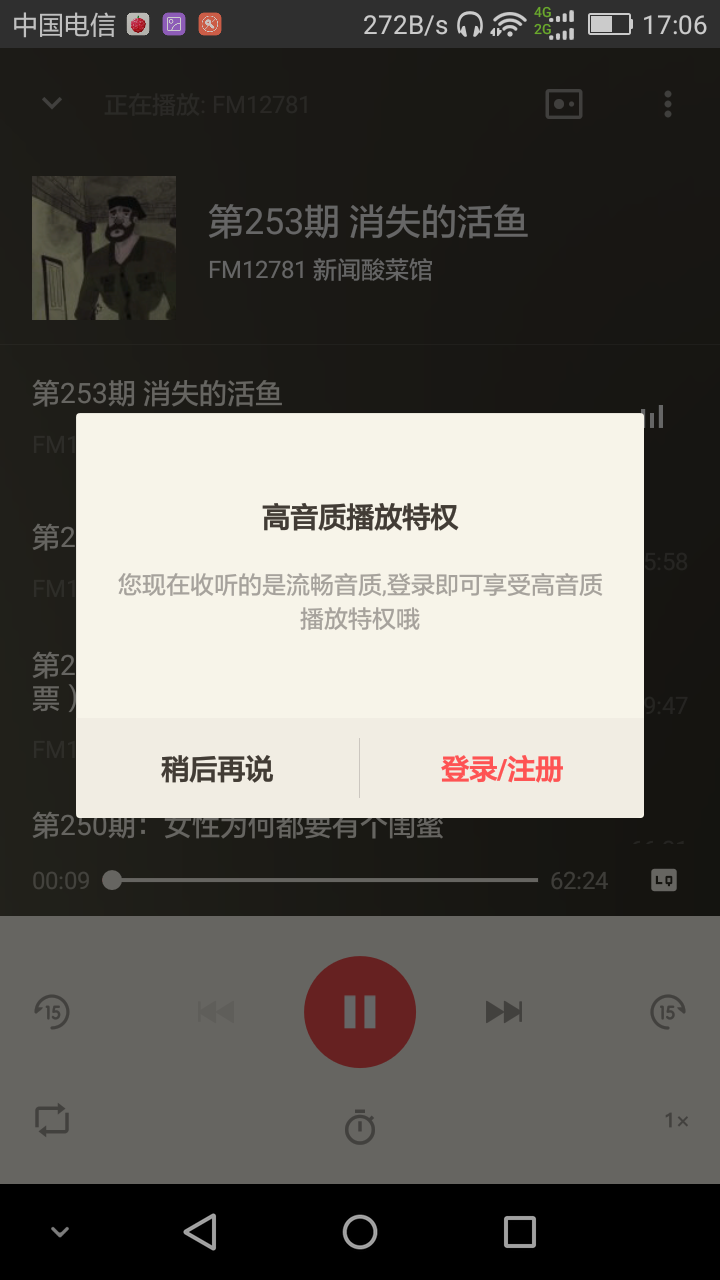 中国电信 272B/s 4G 2G 17:06
正在播放: FM12781
第253期 消失的活鱼
FM12781 新闻酸菜馆
第253期 消失的活鱼
FM1
高音质播放特权
第2
5:58
您现在收听的是流畅音质,登录即可享受高音质
播放特权哦
FM1
第2
票）
9:47
FM1
稍后再说 登录/注册
第250期：女性为何都要有个闺蜜
00:09 62:24 LQ
15 15
1×